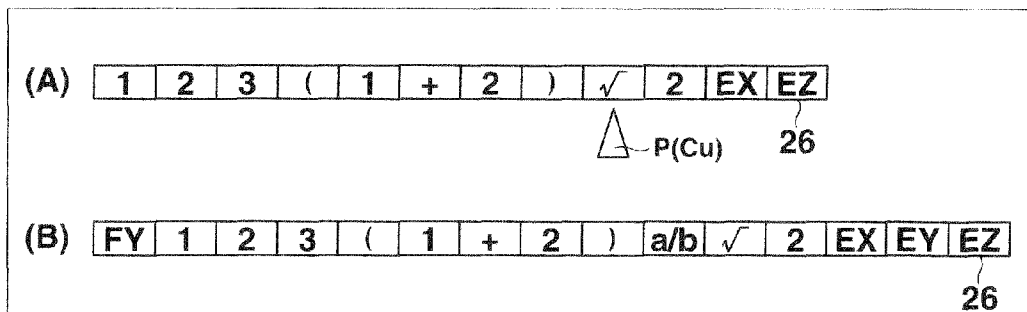 (A) 1 2 3 ( 1 + 2 ) √ 2 EX EZ
P(Cu) 26
(B) FY 1 2 3 ( 1 + 2 ) a/b √ 2 EX EY EZ
26